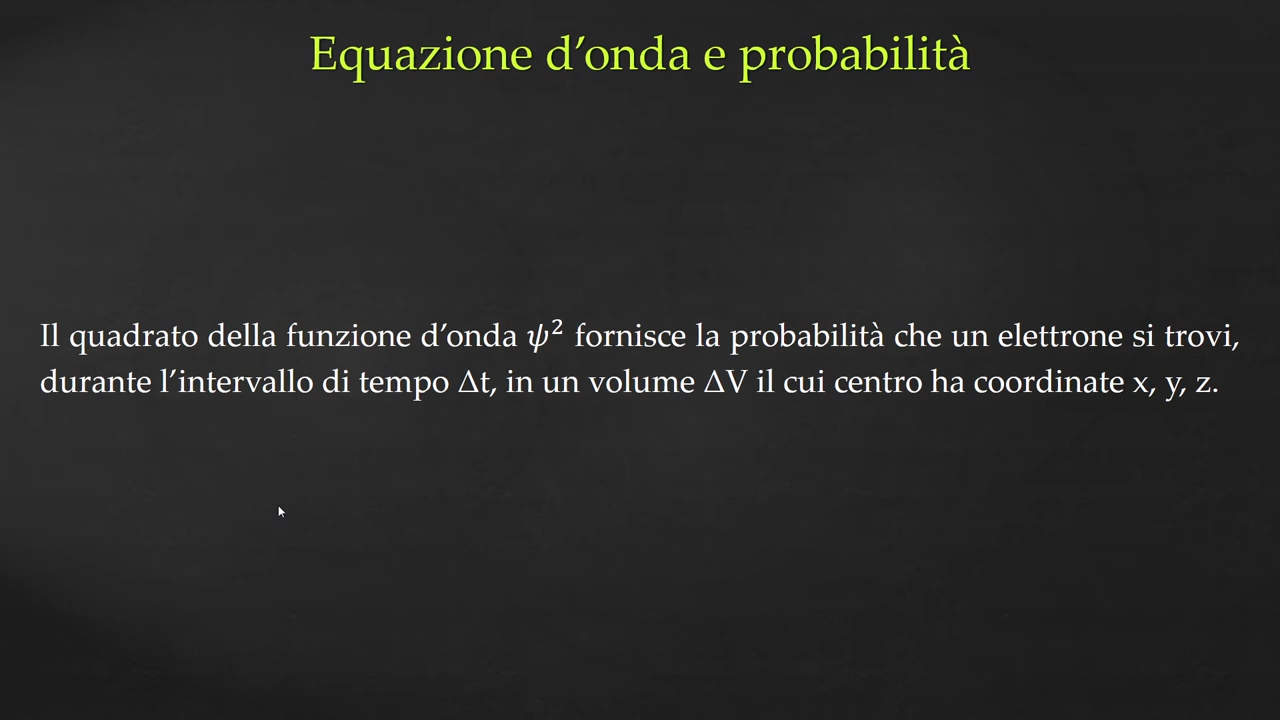 Equazione d’onda e probabilità
Il quadrato della funzione d’onda ψ² fornisce la probabilità che un elettrone si trovi,
durante l’intervallo di tempo Δt, in un volume ΔV il cui centro ha coordinate x, y, z.